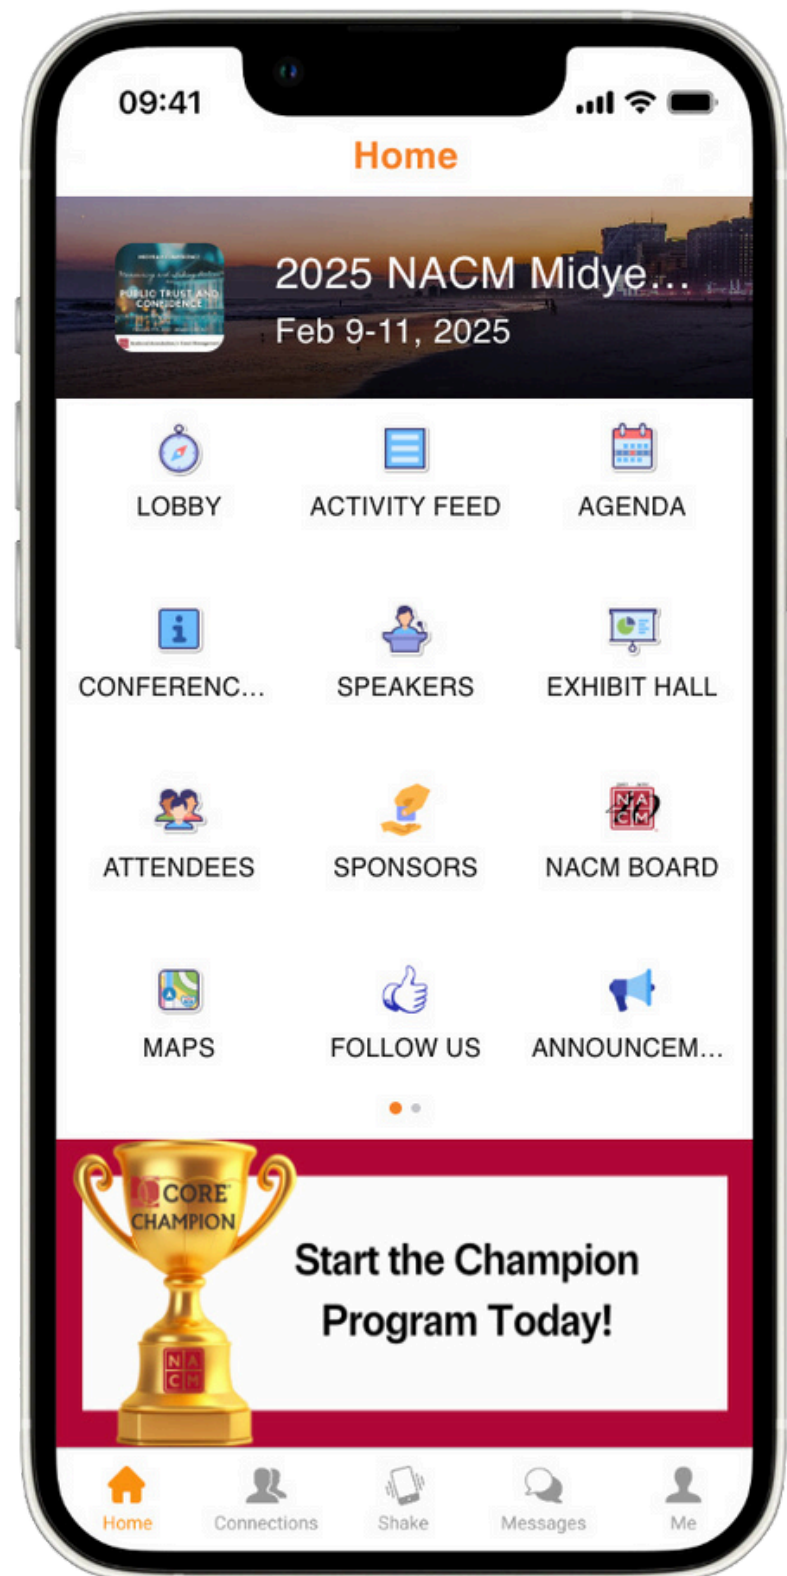 09:41
Home
MIDYEAR CONFERENCE
PUBLIC TRUST AND
CONFIDENCE
2025 NACM Midye...
Feb 9-11, 2025
LOBBY
ACTIVITY FEED
AGENDA
CONFERENC...
SPEAKERS
EXHIBIT HALL
ATTENDEES
SPONSORS
NACM BOARD
MAPS
FOLLOW US
ANNOUNCEM...
CORE
CHAMPION
NA
CM
Start the Champion
Program Today!
Home
Connections
Shake
Messages
Me